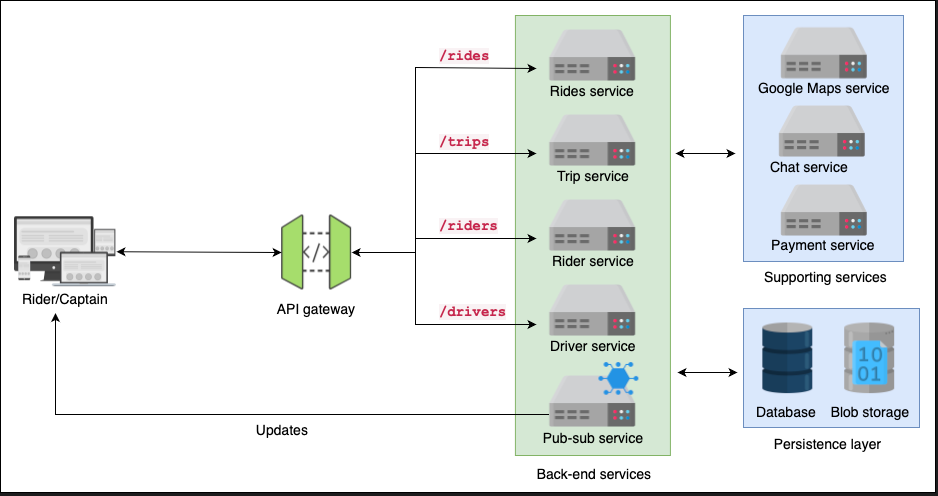 /rides
Rides service
/trips
Trip service
/riders
Rider service
/drivers
Driver service
Pub-sub service
Back-end services
Google Maps service
Chat service
Payment service
Supporting services
10
01
Database
Blob storage
Persistence layer
Rider/Captain
</>
API gateway
Updates